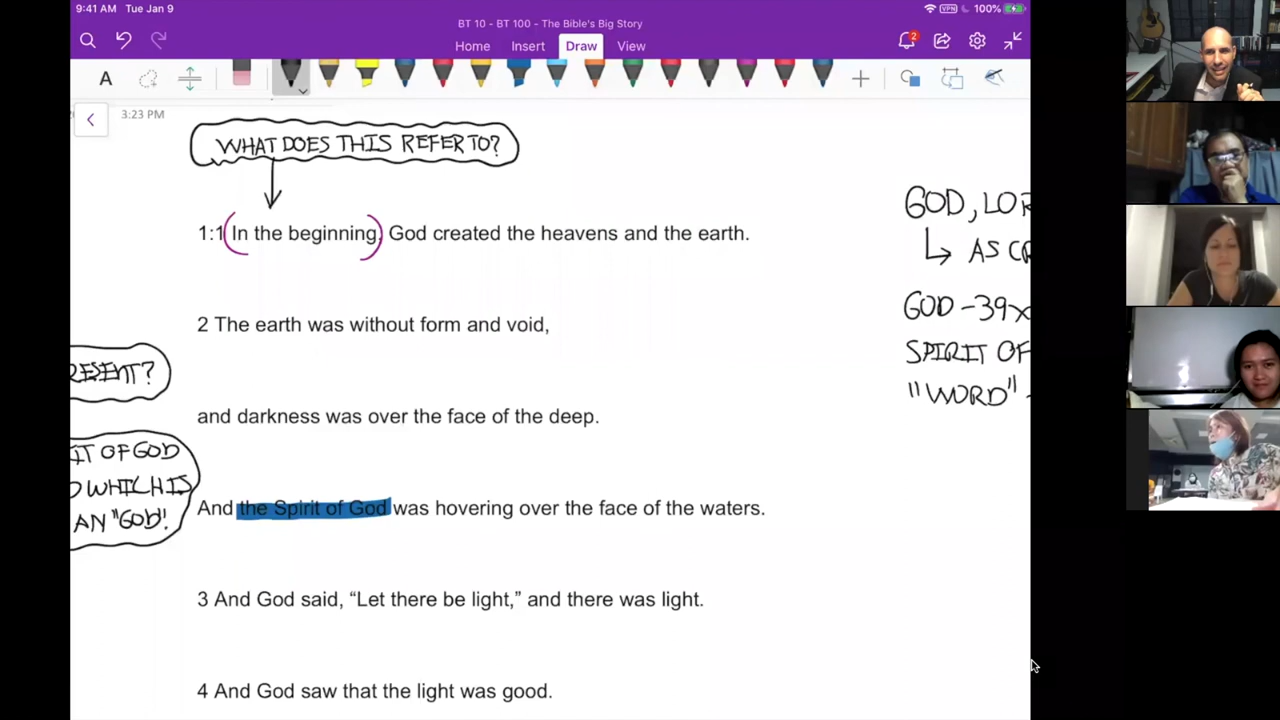 9:41 AM Tue Jan 9
VPN 100%
BT 10 - BT 100 - The Bible's Big Story
2
Home Insert Draw View
A
3:23 PM
WHAT DOES THIS REFER TO?
1:1 (In the beginning,) God created the heavens and the earth.
2 The earth was without form and void,
and darkness was over the face of the deep.
And the Spirit of God was hovering over the face of the waters.
3 And God said, “Let there be light,” and there was light.
4 And God saw that the light was good.
RESENT?
IT OF GOD
WHICH IS
AN "GOD".
GOD, LOR
↳ AS CR
GOD - 39x
SPIRIT OF
"WORD" -